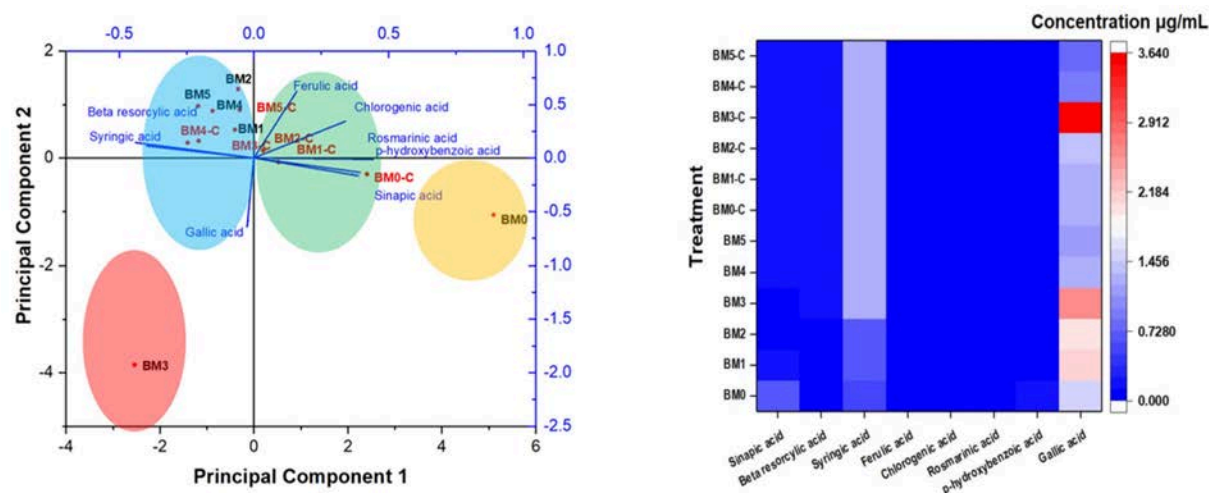 -0.5 0.0 0.5 1.0
2 1.0
BM2
BM5 Ferulic acid
BM4 BM5-C
Beta resorcylic acid Chlorogenic acid 0.5
BM1
Syringic acid BM4-C BM2-C Rosmarinic acid
BM1-C p-hydroxybenzoic acid
0 0.0
BM0-C
Sinapic acid
Gallic acid -0.5
BM0
-2 -1.0
-1.5
BM3
-4 -2.0
-2.5
-4 -2 0 2 4 6
Principal Component 1
Principal Component 2
Concentration µg/mL
BM5-C 3.640
BM4-C
BM3-C 2.912
BM2-C
BM1-C 2.184
BM0-C
BM5 1.456
BM4
BM3
BM2 0.7280
BM1
BM0 0.000
Treatment
Sinapic acid
Beta resorcylic acid
Syringic acid
Ferulic acid
Chlorogenic acid
Rosmarinic acid
p-hydroxybenzoic acid
Gallic acid